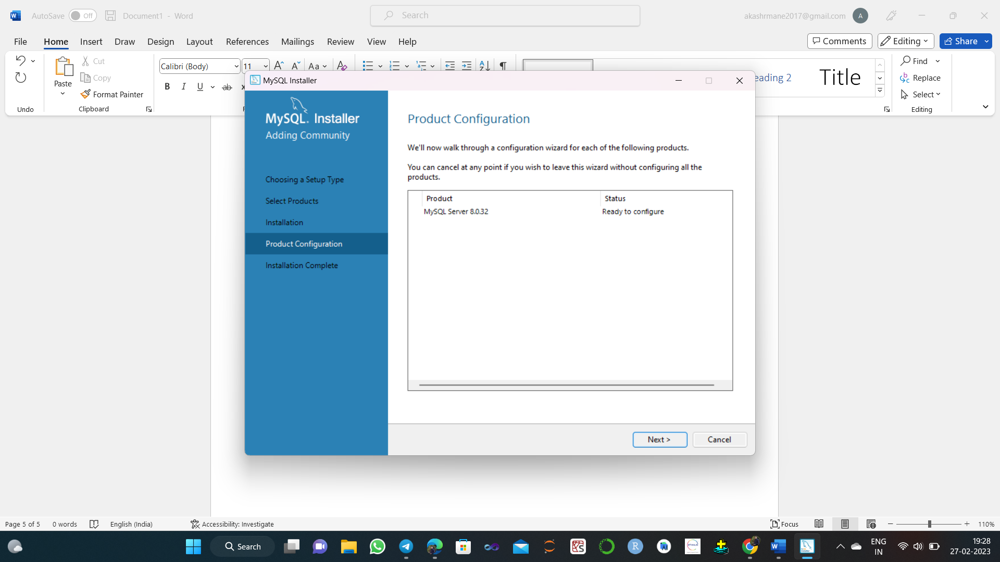 AutoSave Off Document1 - Word Search akashrmane2017@gmail.com A
File Home Insert Draw Design Layout References Mailings Review View Help Comments Editing Share
Calibri (Body) 11 Aa
Paste Cut Copy Format Painter
B I U ab
Undo Clipboard
eading 2 Title
Find
Replace
Select
Editing
MySQL Installer
MySQL. Installer
Adding Community
Choosing a Setup Type
Select Products
Installation
Product Configuration
Installation Complete
Product Configuration
We'll now walk through a configuration wizard for each of the following products.
You can cancel at any point if you wish to leave this wizard without configuring all the
products.
Product Status
MySQL Server 8.0.32 Ready to configure
Next > Cancel
Page 5 of 5 0 words English (India) Accessibility: Investigate Focus 110%
Search
ENG
IN
19:28
27-02-2023